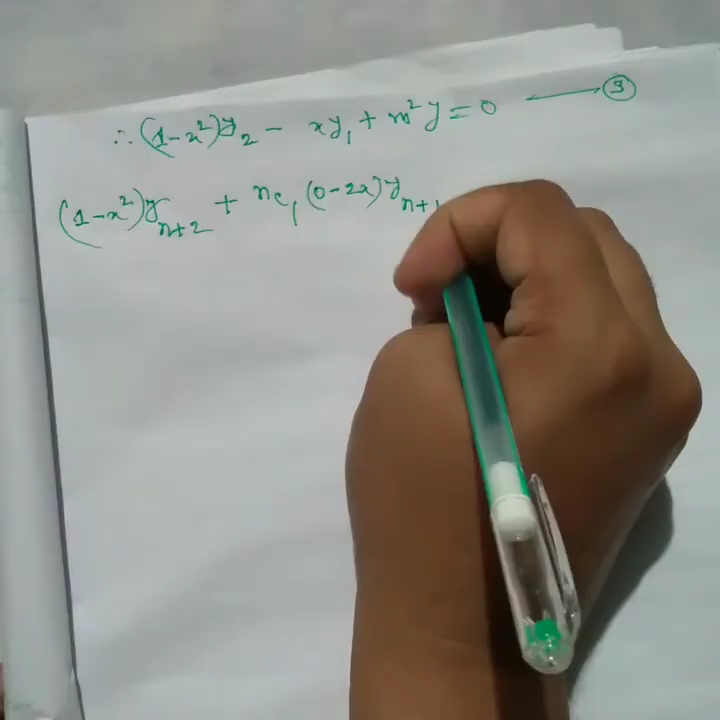 ∴ (1-x²)y₂ - xy₁ + m²y = 0 ⟶ ③
(1-x²)yₙ₊₂ + nc₁(0-2x)yₙ₊₁